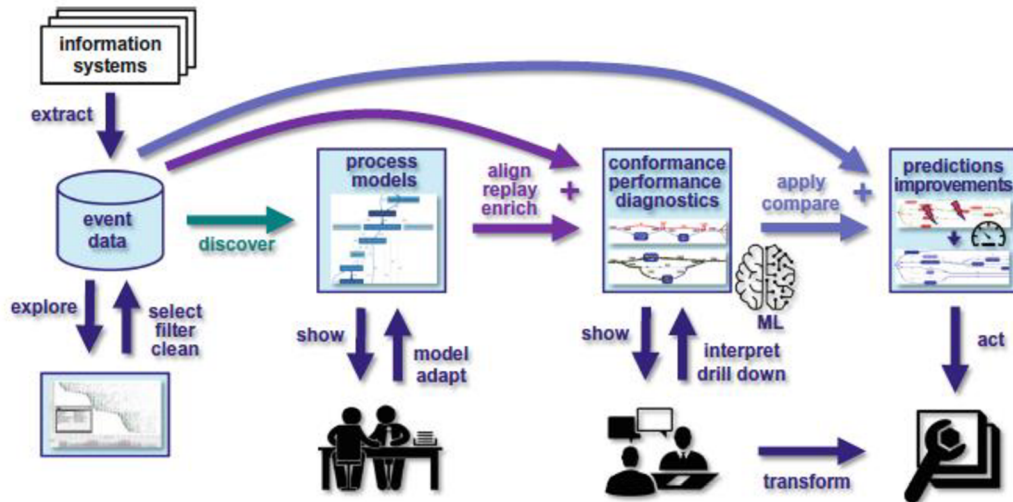 information
systems
extract
event
data
explore
select
filter
clean
discover
process
models
show
model
adapt
align
replay
enrich
+
conformance
performance
diagnostics
ML
show
interpret
drill down
apply
compare
+
predictions
improvements
act
transform